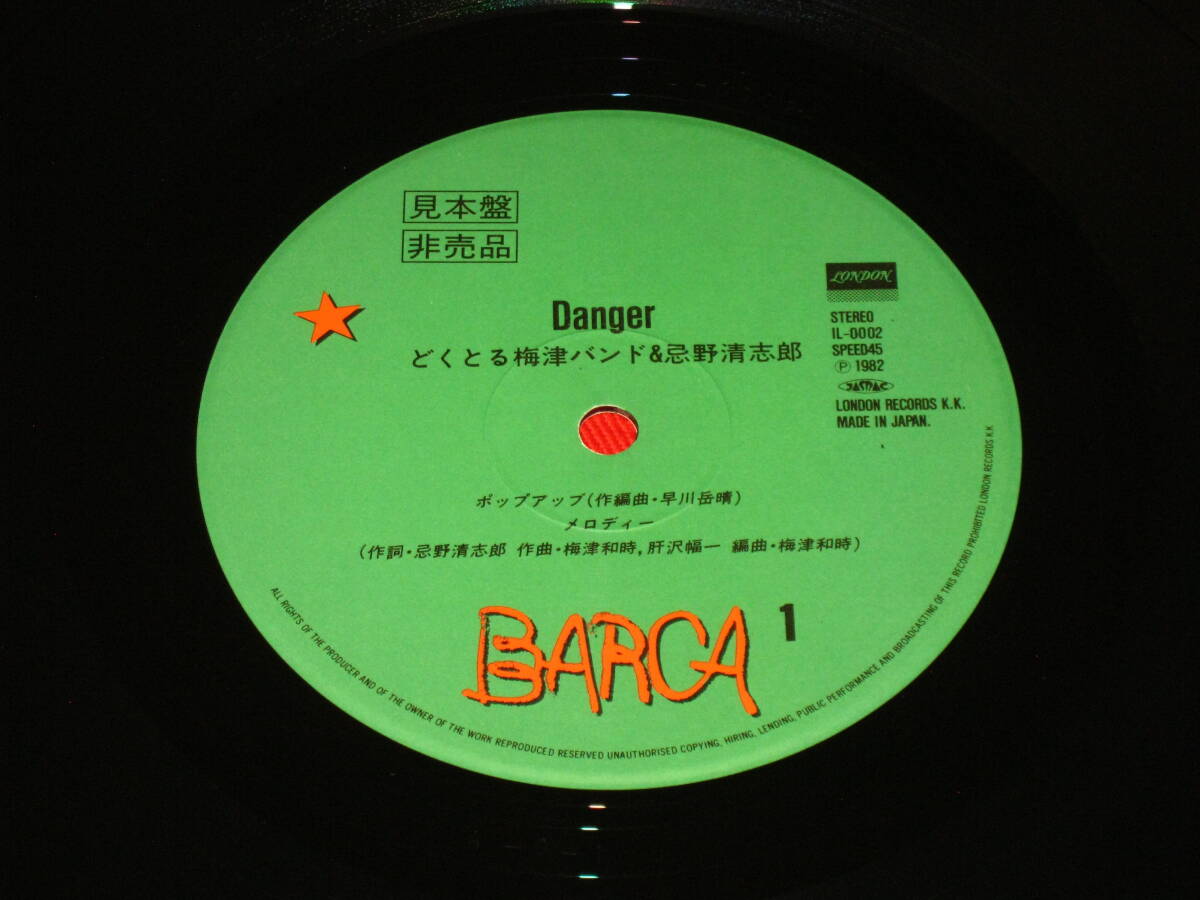 見本盤
非売品
Danger
どくとる梅津バンド&忌野清志郎
LONDON
STEREO
IL-0002
SPEED45
Ⓟ 1982
JASRAC
LONDON RECORDS K.K.
MADE IN JAPAN.
ポップアップ(作編曲・早川岳晴)
メロディー
(作詞・忌野清志郎 作曲・梅津和時,肝沢幅一 編曲・梅津和時)
BARCA
1
ALL RIGHTS OF THE PRODUCER AND OF THE OWNER OF THE WORK REPRODUCED RESERVED UNAUTHORISED COPYING, HIRING, LENDING, PUBLIC PERFORMANCE AND BROADCASTING OF THIS RECORD PROHIBITED LONDON RECORDS K.K